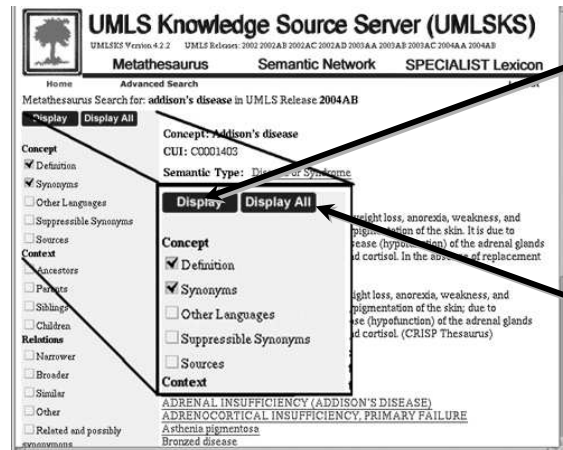 UMLS Knowledge Source Server (UMLSKS)
UMLSKS Version 4.2.2 UMLS Releases: 2002 2002AB 2002AC 2002AD 2003AA 2003AB 2003AC 2004AA 2004AB
Metathesaurus Semantic Network SPECIALIST Lexicon
Home Advanced Search
Metathesaurus Search for: addison's disease in UMLS Release 2004AB
Display Display All
Concept
Definition
Synonyms
Other Languages
Suppressible Synonyms
Sources
Context
Ancestors
Parents
Siblings
Children
Relations
Narrower
Broader
Similar
Other
Related and possibly
synonymous
Concept: Addison's disease
CUI: C0001403
Semantic Type: Disease or Syndrome
Display Display All
Concept
Definition
Synonyms
Other Languages
Suppressible Synonyms
Sources
Context
weight loss, anorexia, weakness, and
pigmentation of the skin. It is due to
disease (hypofunction) of the adrenal glands
cortisol. In the absence of replacement
weight loss, anorexia, weakness, and
pigmentation of the skin; due to
(hypofunction) of the adrenal glands
cortisol. (CRISP Thesaurus)
ADRENAL INSUFFICIENCY (ADDISON'S DISEASE)
ADRENOCORTICAL INSUFFICIENCY, PRIMARY FAILURE
Asthenia pigmentosa
Bronzed disease